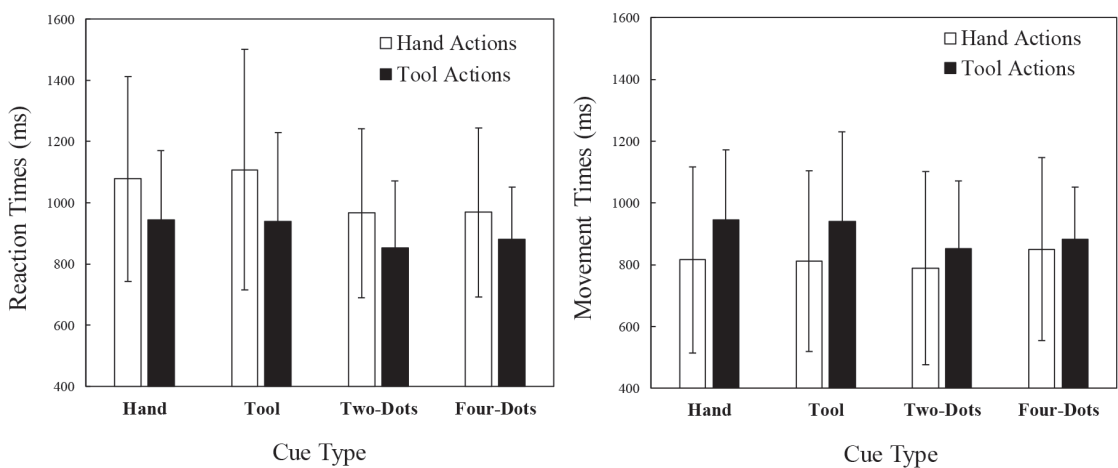 1600
1400
1200
1000
800
600
400
Reaction Times (ms)
Hand Actions
Tool Actions
Hand Tool Two-Dots Four-Dots
Cue Type
1600
1400
1200
1000
800
600
400
Movement Times (ms)
Hand Actions
Tool Actions
Hand Tool Two-Dots Four-Dots
Cue Type